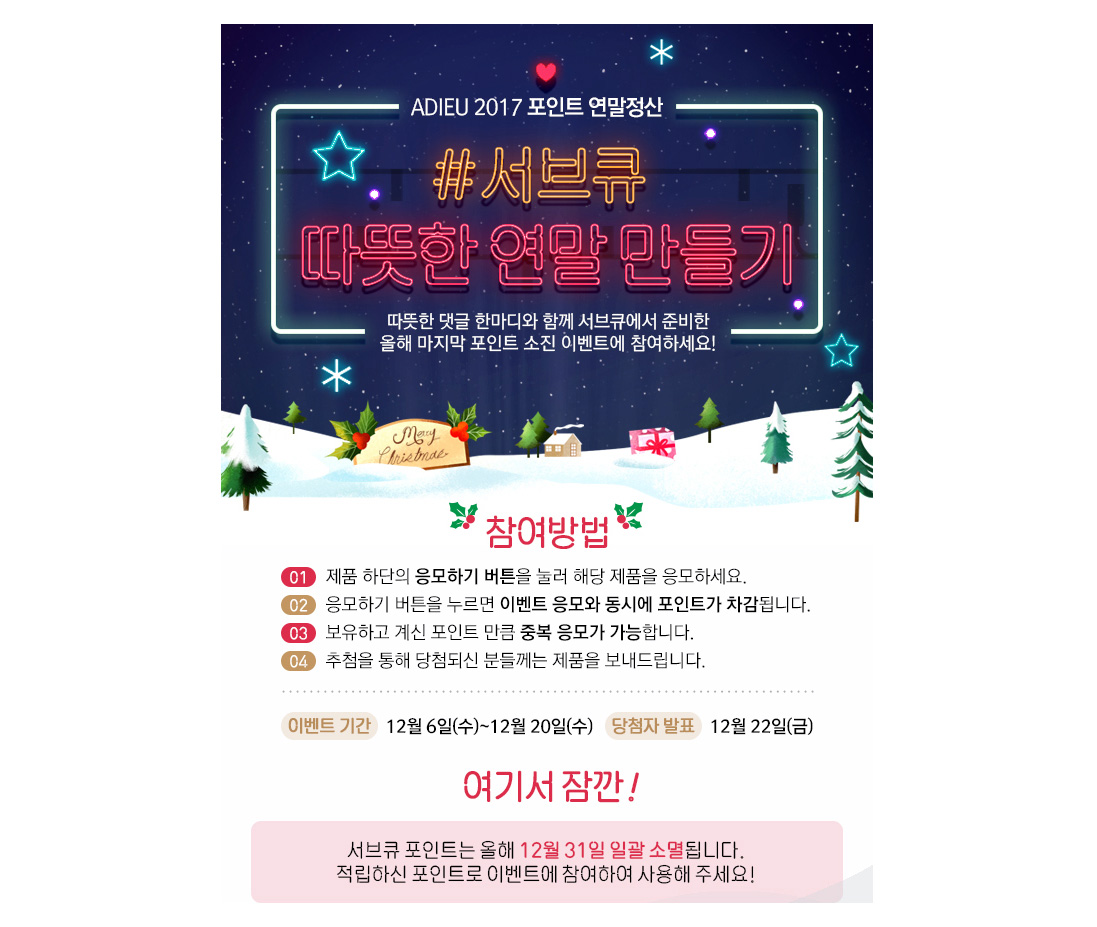 ADIEU 2017 포인트 연말정산
#서브큐
따뜻한 연말 만들기
따뜻한 댓글 한마디와 함께 서브큐에서 준비한
올해 마지막 포인트 소진 이벤트에 참여하세요!
Merry
Christmas
참여방법
01 제품 하단의 응모하기 버튼을 눌러 해당 제품을 응모하세요.
02 응모하기 버튼을 누르면 이벤트 응모와 동시에 포인트가 차감됩니다.
03 보유하고 계신 포인트 만큼 중복 응모가 가능합니다.
04 추첨을 통해 당첨되신 분들께는 제품을 보내드립니다.
이벤트 기간 12월 6일(수)~12월 20일(수) 당첨자 발표 12월 22일(금)
여기서 잠깐!
서브큐 포인트는 올해 12월 31일 일괄 소멸됩니다.
적립하신 포인트로 이벤트에 참여하여 사용해 주세요!